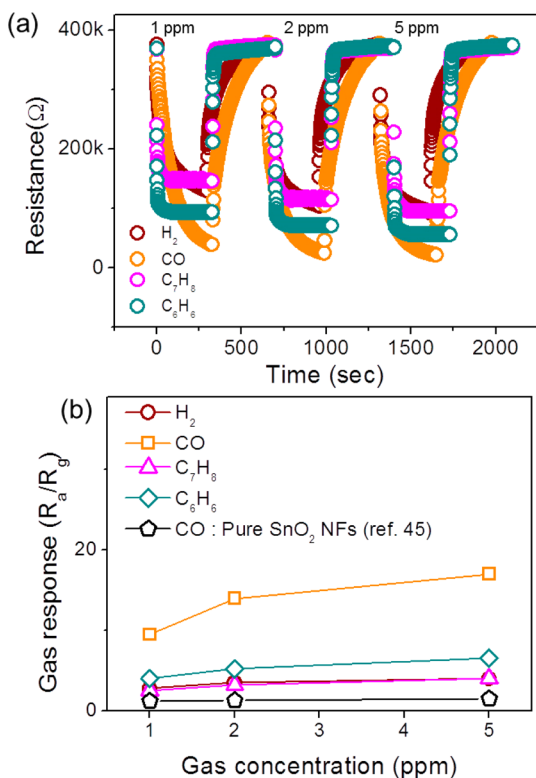 (a)
1 ppm 2 ppm 5 ppm
400k
200k
0
Resistance(Ω)
H₂
CO
C₇H₈
C₆H₆
0 500 1000 1500 2000
Time (sec)
(b)
H₂
CO
C₇H₈
C₆H₆
CO : Pure SnO₂ NFs (ref. 45)
Gas response (Rₐ/R_g)
20
0
1 2 3 4 5
Gas concentration (ppm)